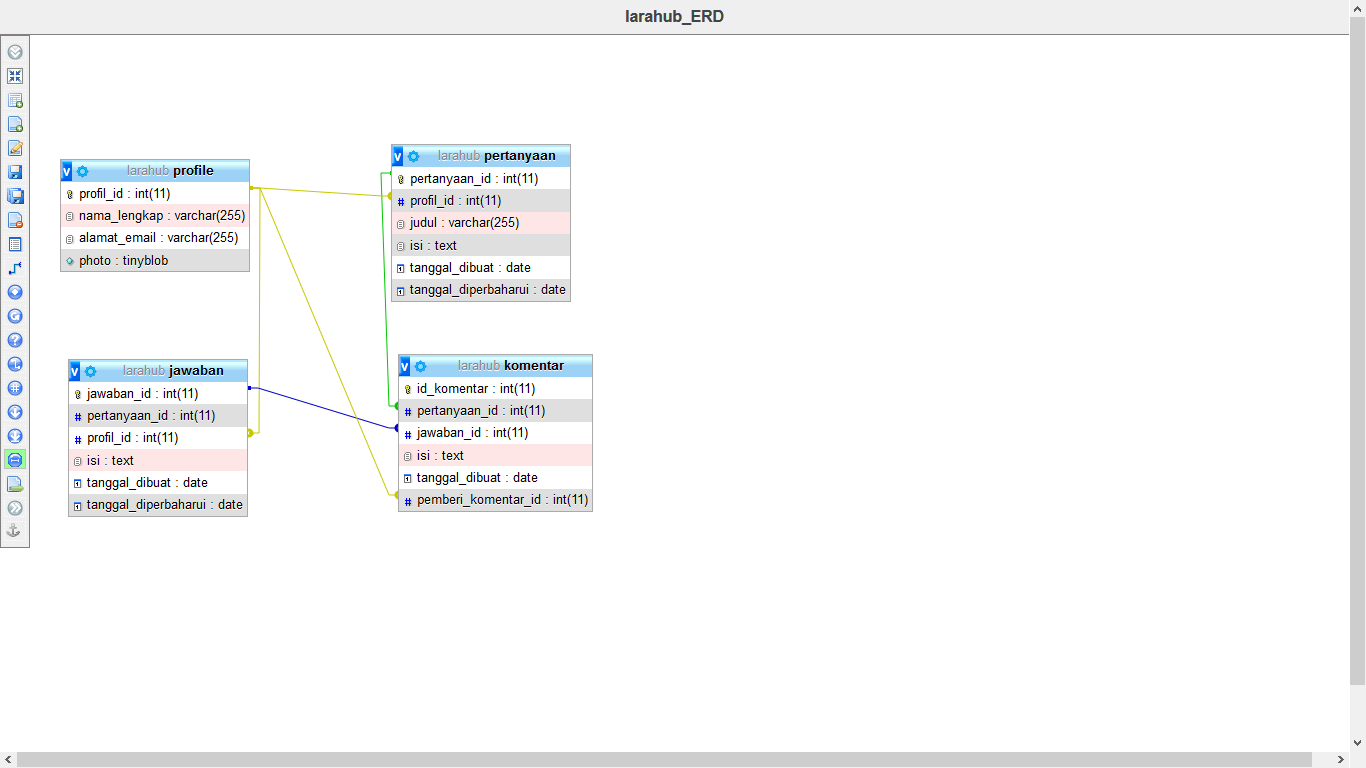 larahub_ERD
larahub profile
profil_id : int(11)
nama_lengkap : varchar(255)
alamat_email : varchar(255)
photo : tinyblob
larahub pertanyaan
pertanyaan_id : int(11)
profil_id : int(11)
judul : varchar(255)
isi : text
tanggal_dibuat : date
tanggal_diperbaharui : date
larahub jawaban
jawaban_id : int(11)
pertanyaan_id : int(11)
profil_id : int(11)
isi : text
tanggal_dibuat : date
tanggal_diperbaharui : date
larahub komentar
id_komentar : int(11)
pertanyaan_id : int(11)
jawaban_id : int(11)
isi : text
tanggal_dibuat : date
pemberi_komentar_id : int(11)